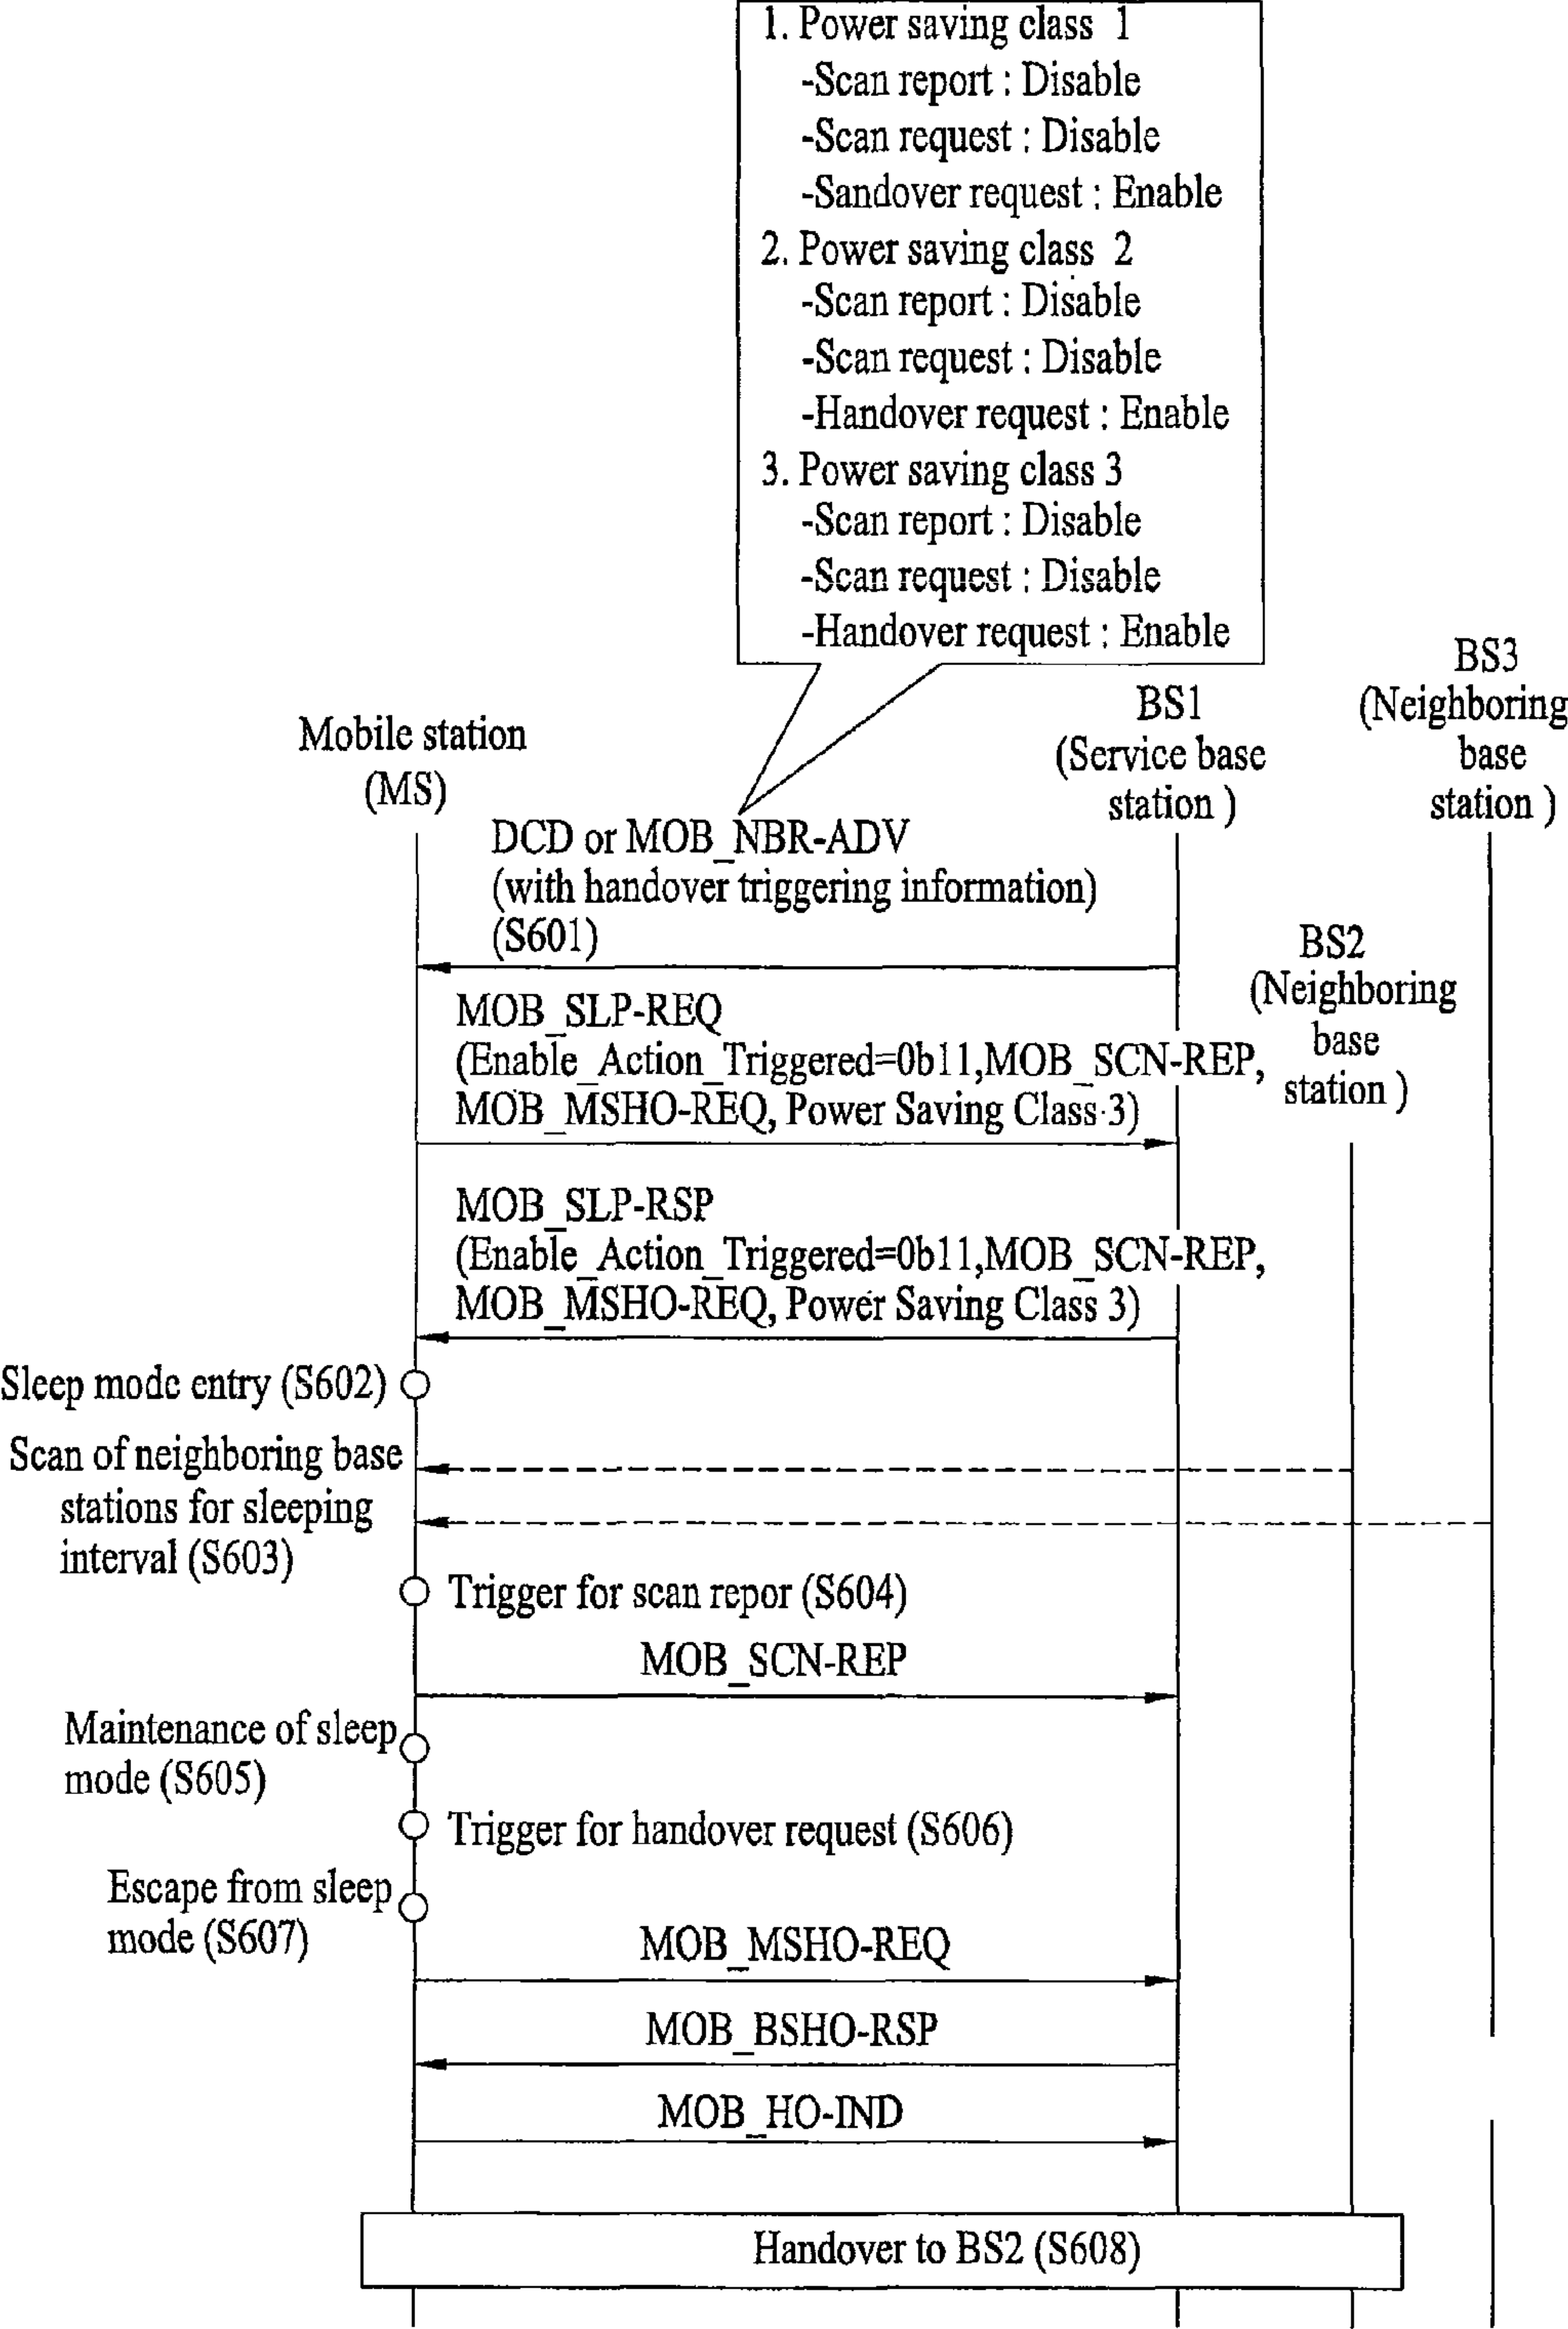 1. Power saving class 1
-Scan report : Disable
-Scan request : Disable
-Sandover request : Enable
2. Power saving class 2
-Scan report : Disable
-Scan request : Disable
-Handover request : Enable
3. Power saving class 3
-Scan report : Disable
-Scan request : Disable
-Handover request : Enable
Mobile station
(MS)
BS1
(Service base
station )
BS3
(Neighboring
base
station )
BS2
(Neighboring
base
station )
DCD or MOB_NBR-ADV
(with handover triggering information)
(S601)
MOB_SLP-REQ
(Enable_Action_Triggered=0b11,MOB_SCN-REP,
MOB_MSHO-REQ, Power Saving Class 3)
MOB_SLP-RSP
(Enable_Action_Triggered=0b11,MOB_SCN-REP,
MOB_MSHO-REQ, Power Saving Class 3)
Sleep mode entry (S602)
Scan of neighboring base
stations for sleeping
interval (S603)
Trigger for scan repor (S604)
MOB_SCN-REP
Maintenance of sleep
mode (S605)
Trigger for handover request (S606)
Escape from sleep
mode (S607)
MOB_MSHO-REQ
MOB_BSHO-RSP
MOB_HO-IND
Handover to BS2 (S608)